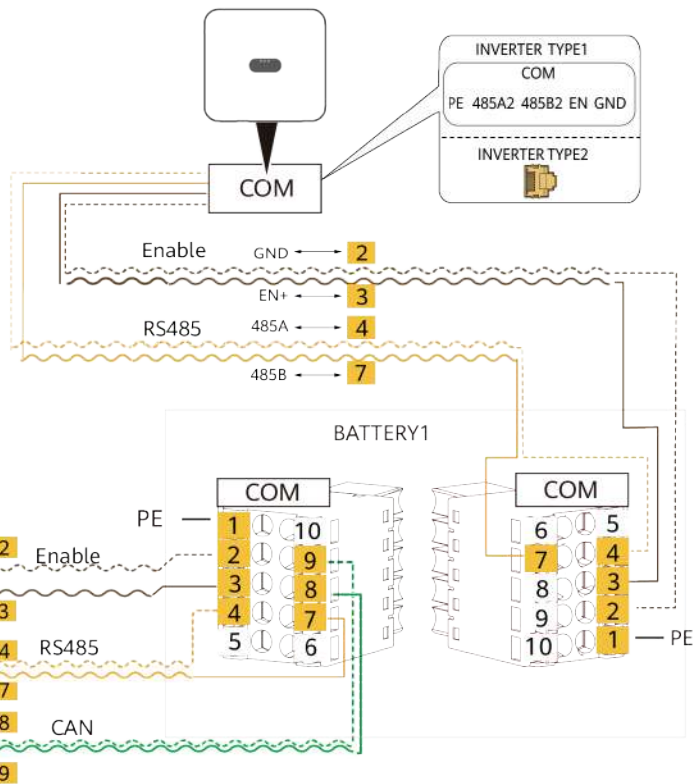 INVERTER TYPE1
COM
PE 485A2 485B2 EN GND
INVERTER TYPE2
COM
Enable
GND
2
EN+
3
RS485
485A
4
485B
7
BATTERY1
COM
COM
PE
1
10
2
9
3
8
4
7
5
6
6
5
7
4
8
3
9
2
10
1
PE
2
Enable
3
4
RS485
7
8
CAN
9